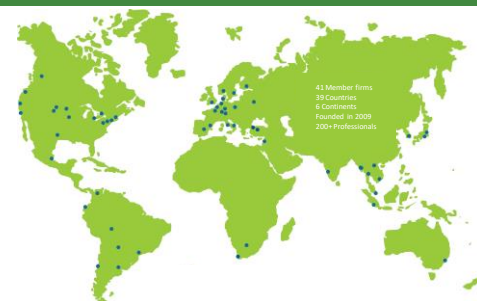 41 Member firms
39 Countries
6 Continents
Founded in 2009
200+ Professionals